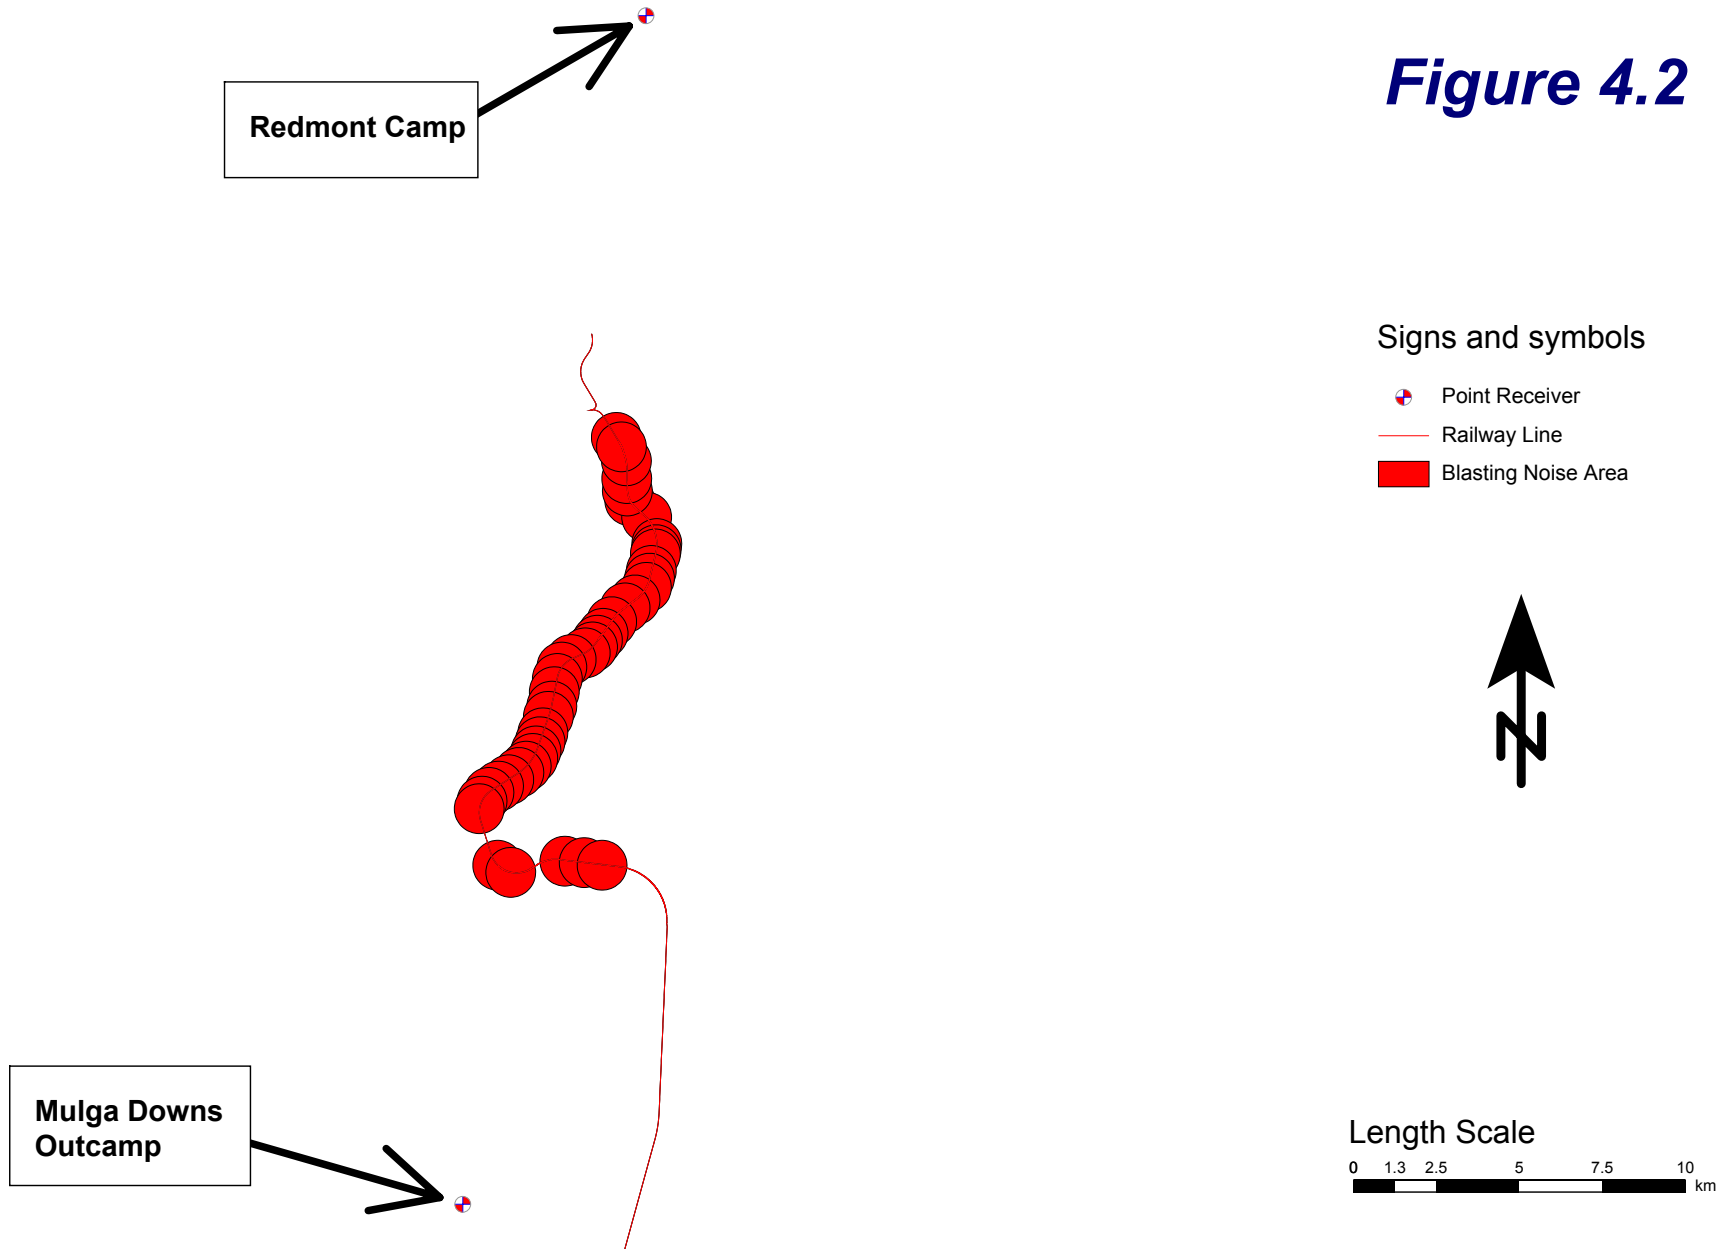 Figure 4.2
Redmont Camp
Signs and symbols
Point Receiver
Railway Line
Blasting Noise Area
N
Mulga Downs
Outcamp
Length Scale
0 1.3 2.5 5 7.5 10
km